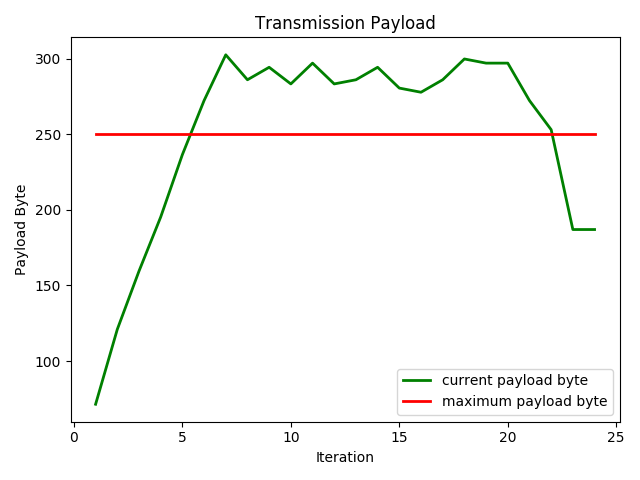 Transmission Payload
Payload Byte
300
250
200
150
100
0
5
10
15
20
25
Iteration
current payload byte
maximum payload byte